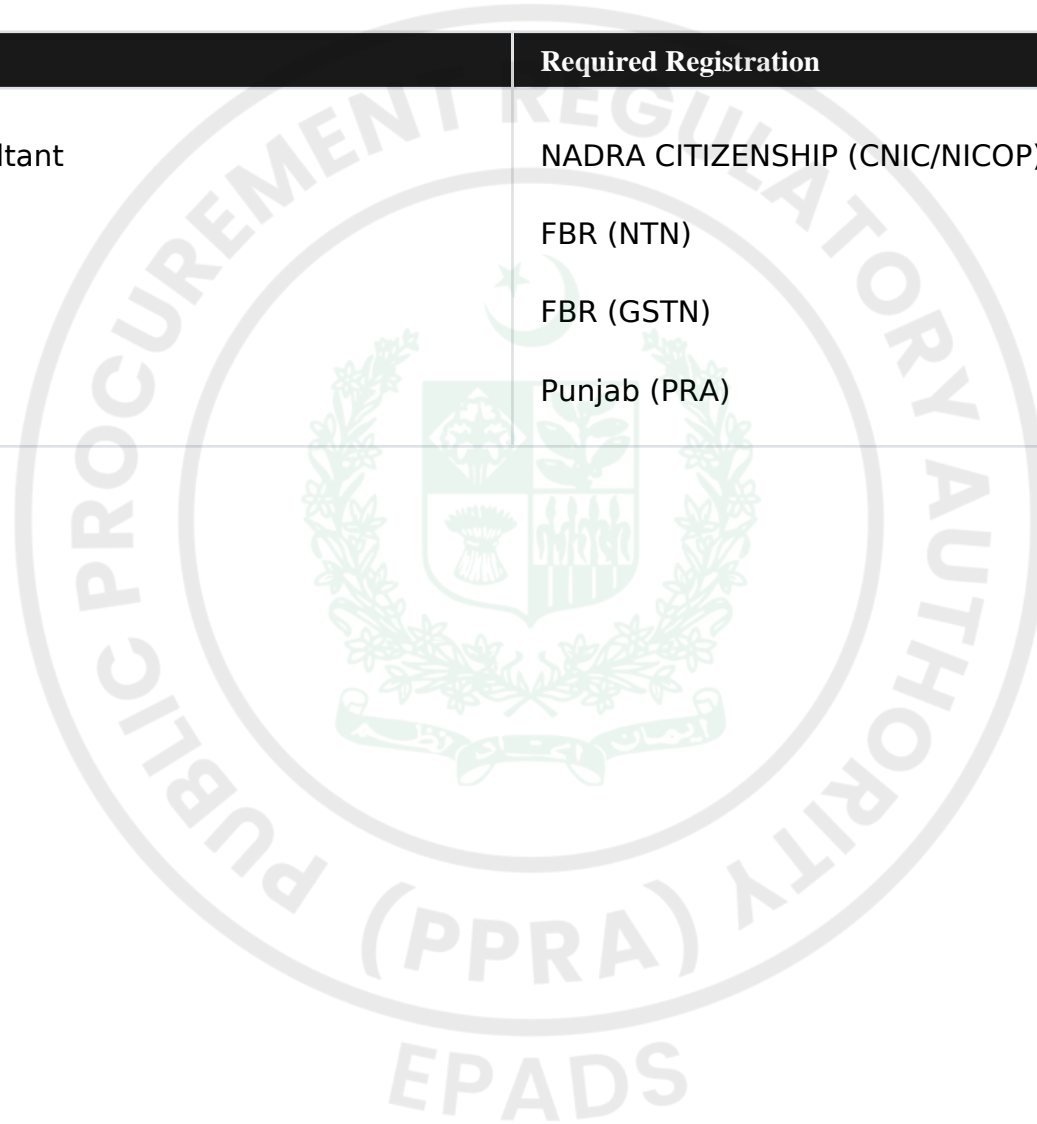 Required Registration
ltant NADRA CITIZENSHIP (CNIC/NICOP)
FBR (NTN)
FBR (GSTN)
Punjab (PRA)
PUBLIC PROCUREMENT REGULATORY AUTHORITY
(PPRA)
EPADS